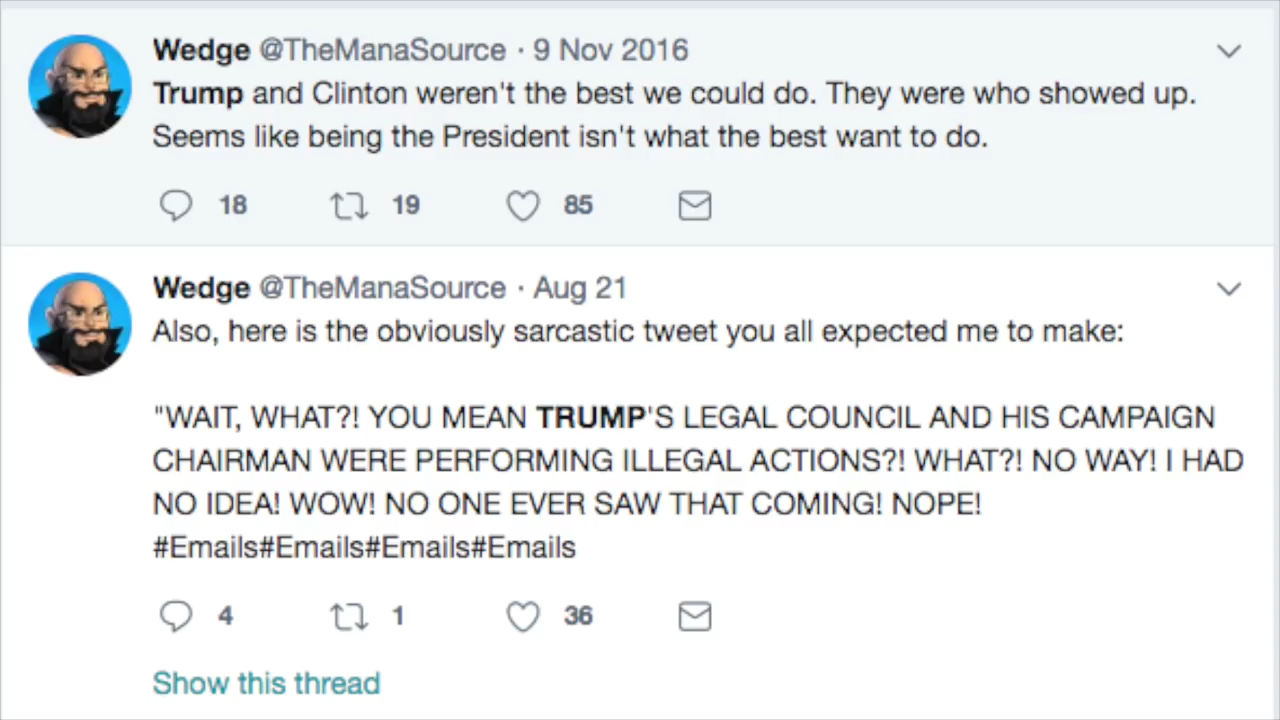 Wedge @TheManaSource · 9 Nov 2016
Trump and Clinton weren't the best we could do. They were who showed up.
Seems like being the President isn't what the best want to do.
18 19 85
Wedge @TheManaSource · Aug 21
Also, here is the obviously sarcastic tweet you all expected me to make:
"WAIT, WHAT?! YOU MEAN TRUMP'S LEGAL COUNCIL AND HIS CAMPAIGN
CHAIRMAN WERE PERFORMING ILLEGAL ACTIONS?! WHAT?! NO WAY! I HAD
NO IDEA! WOW! NO ONE EVER SAW THAT COMING! NOPE!
#Emails#Emails#Emails#Emails
4 1 36
Show this thread